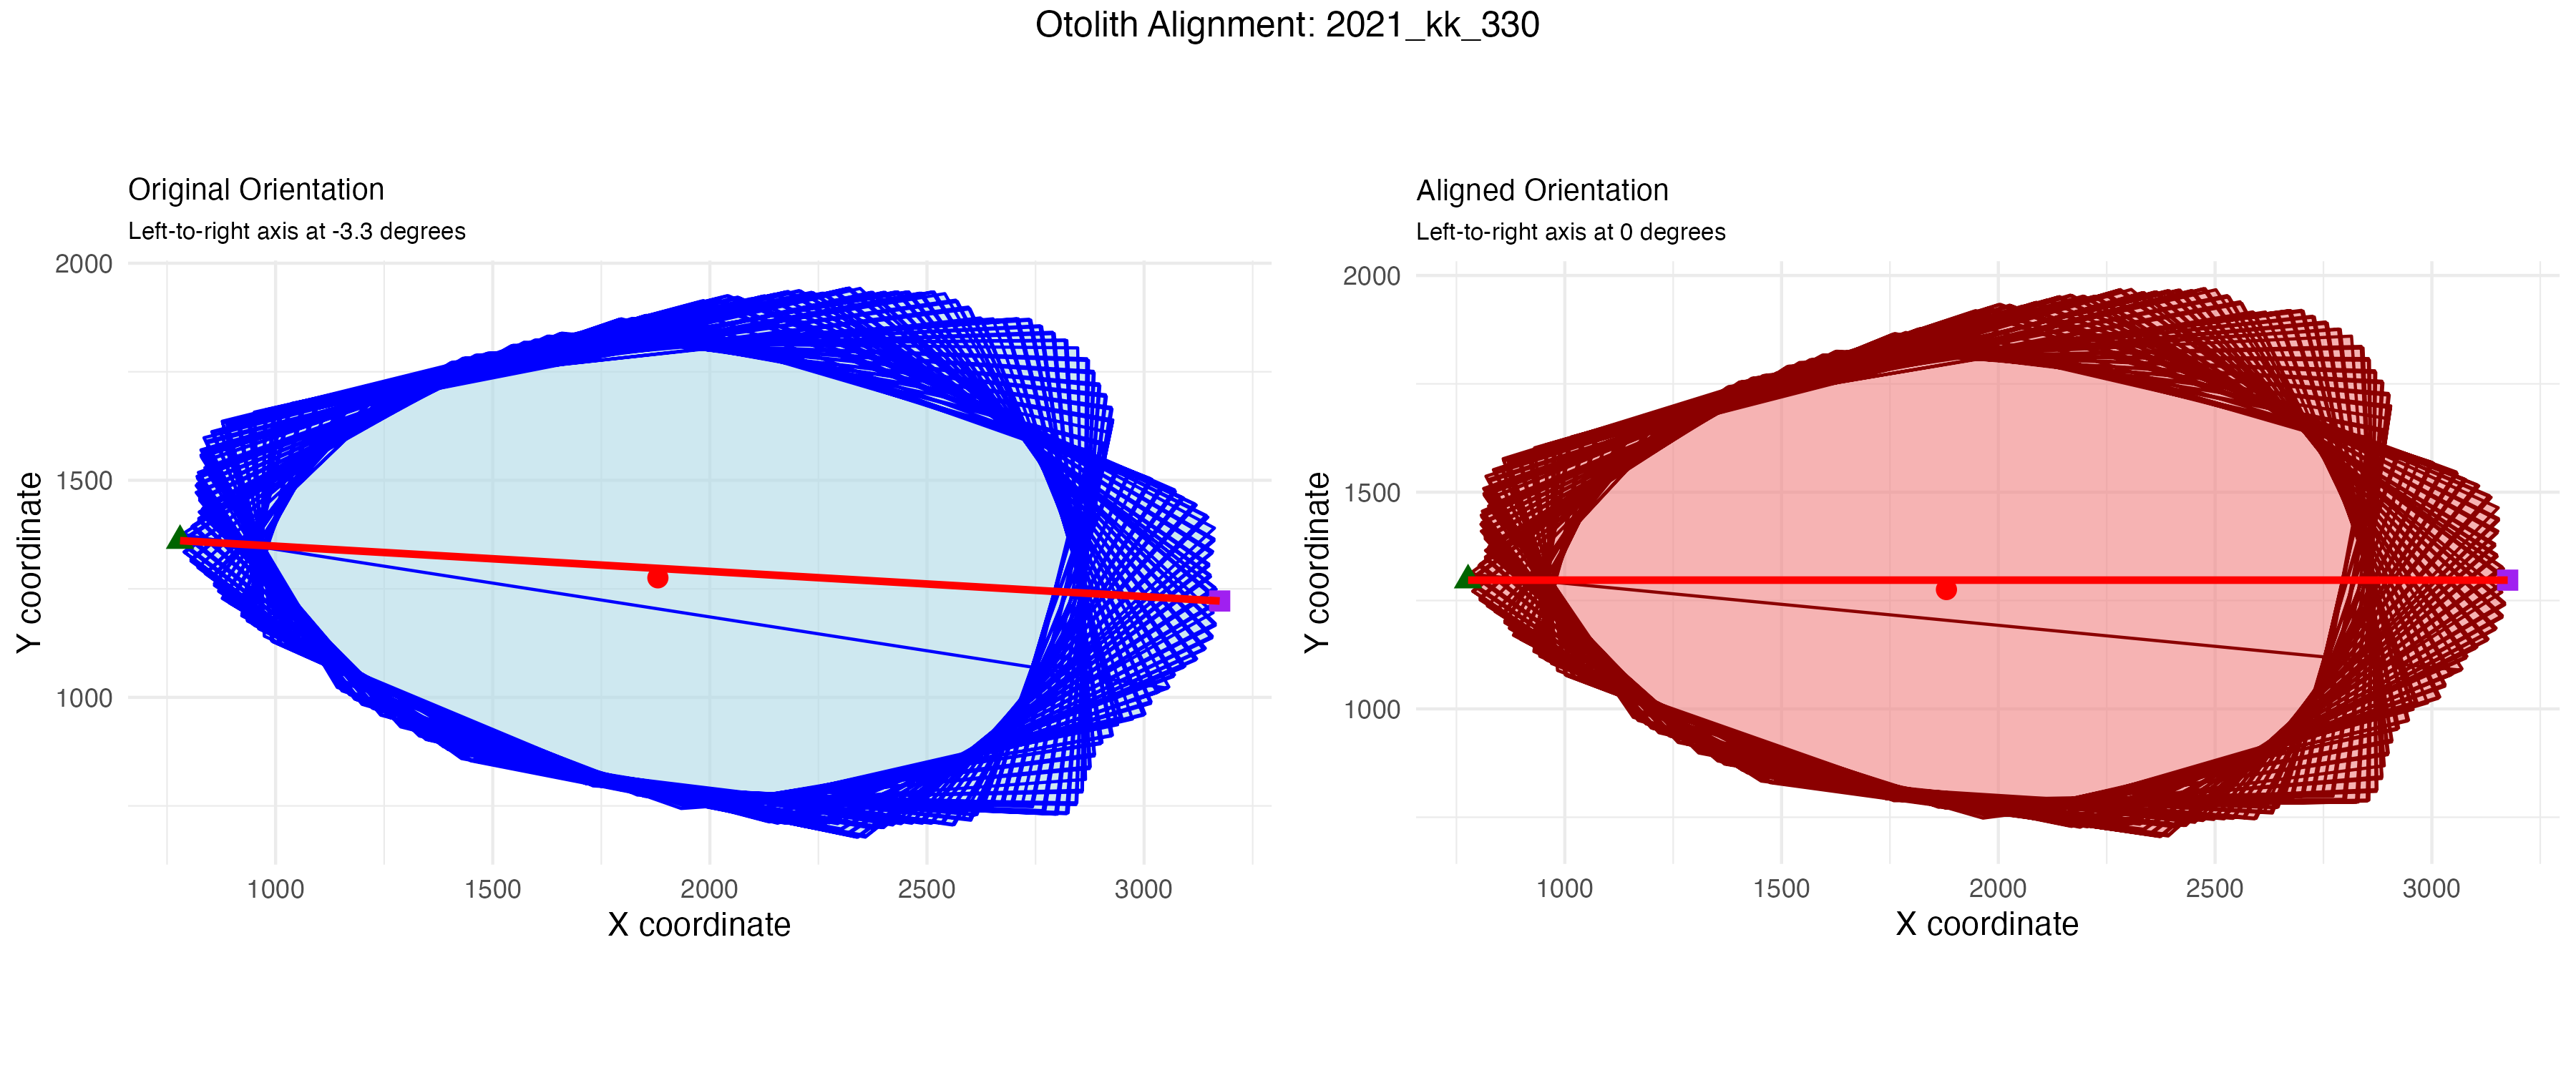 Otolith Alignment: 2021_kk_330
Original Orientation
Left-to-right axis at -3.3 degrees
2000
1500
1000
Y coordinate
1000 1500 2000 2500 3000
X coordinate
Aligned Orientation
Left-to-right axis at 0 degrees
2000
1500
1000
Y coordinate
1000 1500 2000 2500 3000
X coordinate